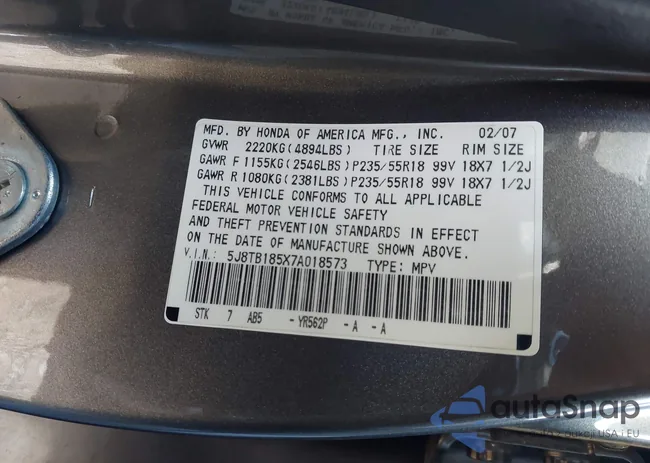 MFD. BY HONDA OF AMERICA MFG., INC. 02/07
GVWR 2220KG(4894LBS) TIRE SIZE RIM SIZE
GAWR F 1155KG(2546LBS) P235/55R18 99V 18X7 1/2J
GAWR R 1080KG(2381LBS) P235/55R18 99V 18X7 1/2J
THIS VEHICLE CONFORMS TO ALL APPLICABLE
FEDERAL MOTOR VEHICLE SAFETY
AND THEFT PREVENTION STANDARDS IN EFFECT
ON THE DATE OF MANUFACTURE SHOWN ABOVE.
V.I.N.: 5J8TB185X7A018573 TYPE: MPV
STK 7 AB5 -YR562P -A -A
autoSnap
USA i EU